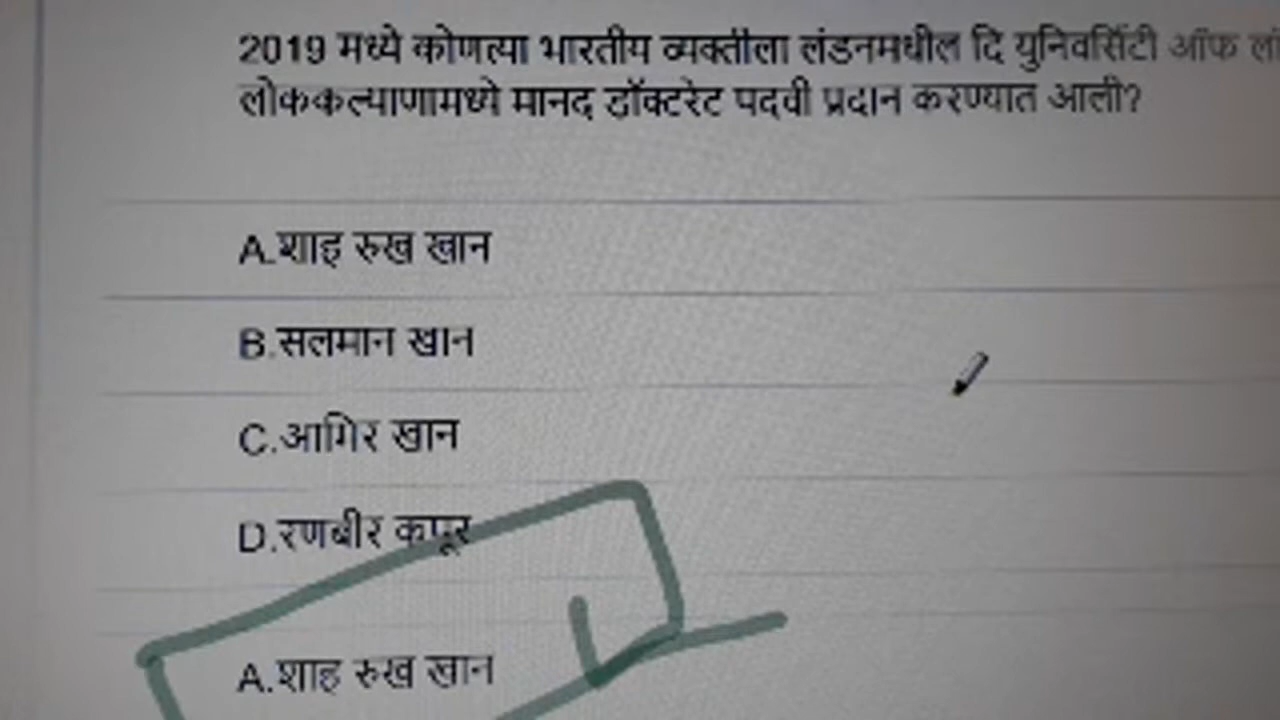 2019 मध्ये कोणत्या भारतीय व्यक्तीला लंडनमधील दि युनिवर्सिटी ऑफ
लोककल्याणामध्ये मानद डॉक्टरेट पदवी प्रदान करण्यात आली?
A.शाह रुख खान
B.सलमान खान
C.आमिर खान
D.रणबीर कपूर
A.शाह रुख खान